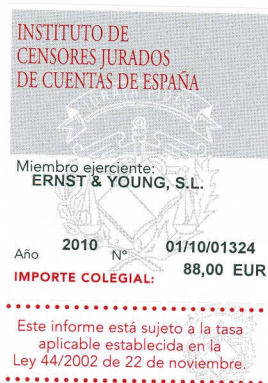 INSTITUTO DE
CENSORES JURADOS
DE CUENTAS DE ESPAÑA
Miembro ejerciente:
ERNST & YOUNG, S.L.
Año 2010 Nº 01/10/01324
IMPORTE COLEGIAL: 88,00 EUR
Este informe está sujeto a la tasa
aplicable establecida en la
Ley 44/2002 de 22 de noviembre.